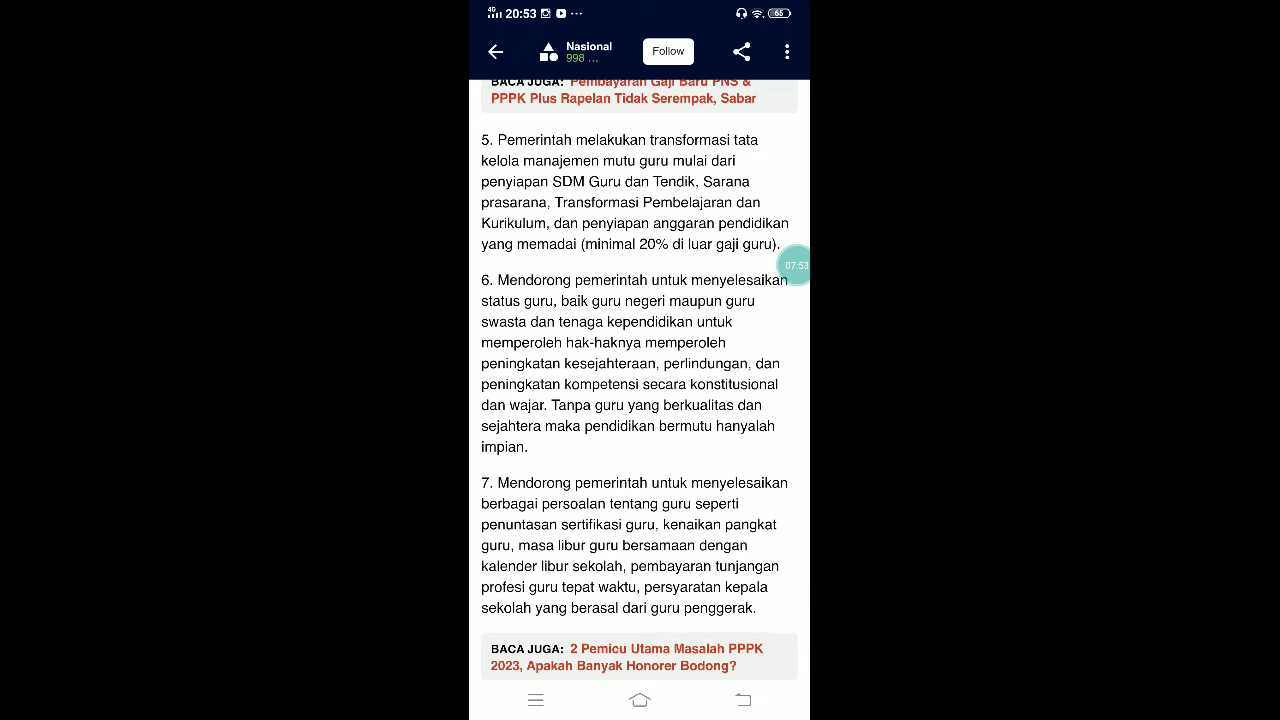 4G 20:53 65
Nasional
998 ...
Follow
BACA JUGA: Pembayaran Gaji Baru PNS &
PPPK Plus Rapelan Tidak Serempak, Sabar
5. Pemerintah melakukan transformasi tata
kelola manajemen mutu guru mulai dari
penyiapan SDM Guru dan Tendik, Sarana
prasarana, Transformasi Pembelajaran dan
Kurikulum, dan penyiapan anggaran pendidikan
yang memadai (minimal 20% di luar gaji guru).
07:53
6. Mendorong pemerintah untuk menyelesaikan
status guru, baik guru negeri maupun guru
swasta dan tenaga kependidikan untuk
memperoleh hak-haknya memperoleh
peningkatan kesejahteraan, perlindungan, dan
peningkatan kompetensi secara konstitusional
dan wajar. Tanpa guru yang berkualitas dan
sejahtera maka pendidikan bermutu hanyalah
impian.
7. Mendorong pemerintah untuk menyelesaikan
berbagai persoalan tentang guru seperti
penuntasan sertifikasi guru, kenaikan pangkat
guru, masa libur guru bersamaan dengan
kalender libur sekolah, pembayaran tunjangan
profesi guru tepat waktu, persyaratan kepala
sekolah yang berasal dari guru penggerak.
BACA JUGA: 2 Pemicu Utama Masalah PPPK
2023, Apakah Banyak Honorer Bodong?